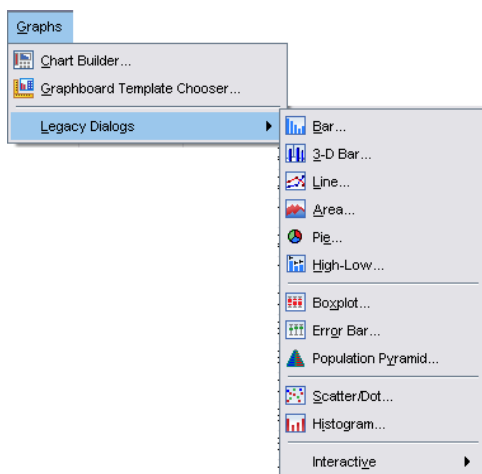 Graphs
Chart Builder...
Graphboard Template Chooser...
Legacy Dialogs
Bar...
3-D Bar...
Line...
Area...
Pie...
High-Low...
Boxplot...
Error Bar...
Population Pyramid...
Scatter/Dot...
Histogram...
Interactive